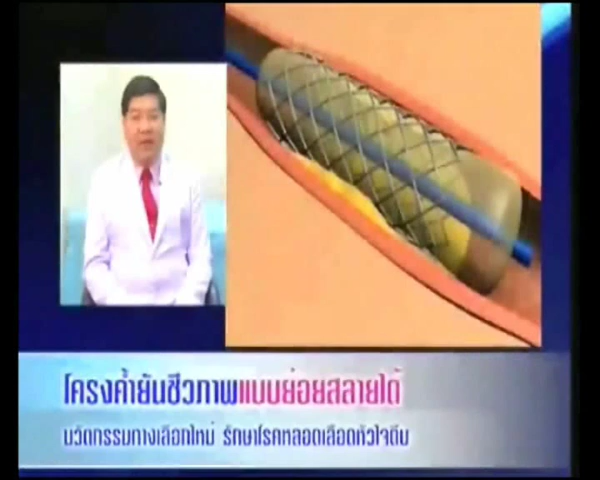 โครงค้ำยันชีวภาพแบบย่อยสลายได้
นวัตกรรมทางเลือกใหม่ รักษาโรคหลอดเลือดหัวใจตีบ